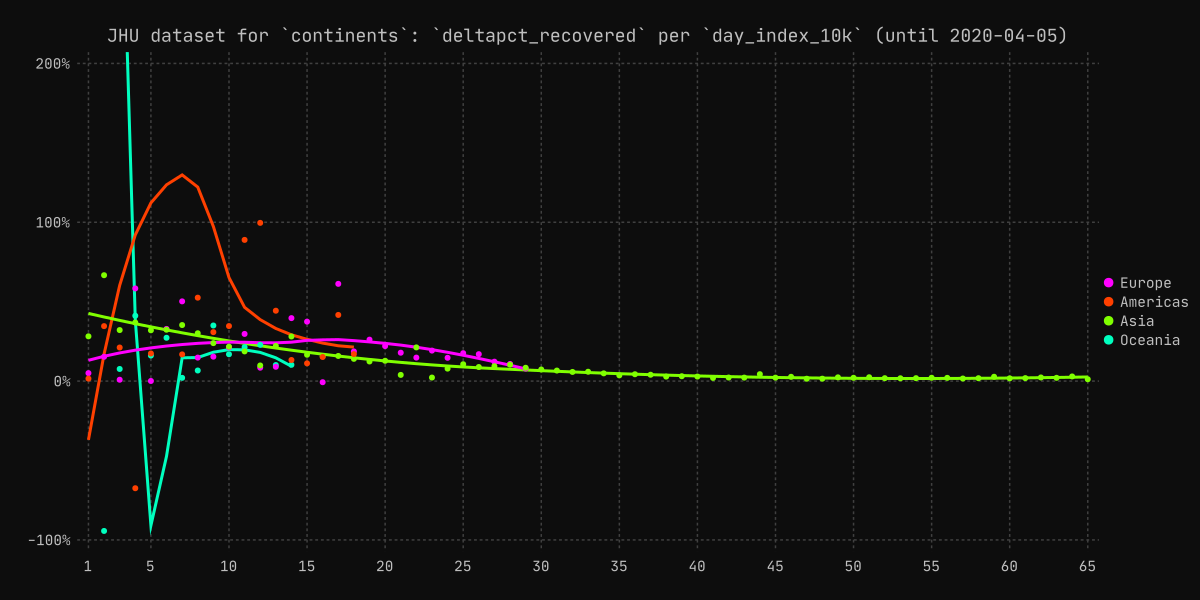 JHU dataset for `continents`: `deltapct_recovered` per `day_index_10k` (until 2020-04-05)
200%
100%
0%
-100%
1 5 10 15 20 25 30 35 40 45 50 55 60 65
Europe
Americas
Asia
Oceania